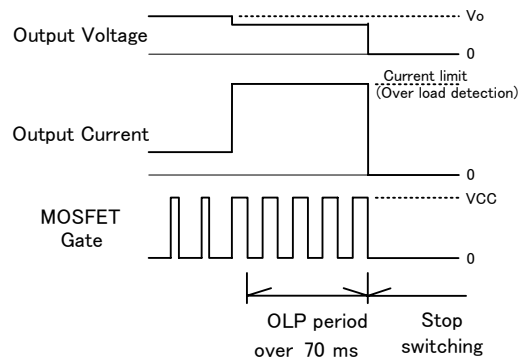 Output Voltage
Vo
0
Current limit
(Over load detection)
Output Current
0
MOSFET
Gate
VCC
0
OLP period
over 70 ms
Stop
switching